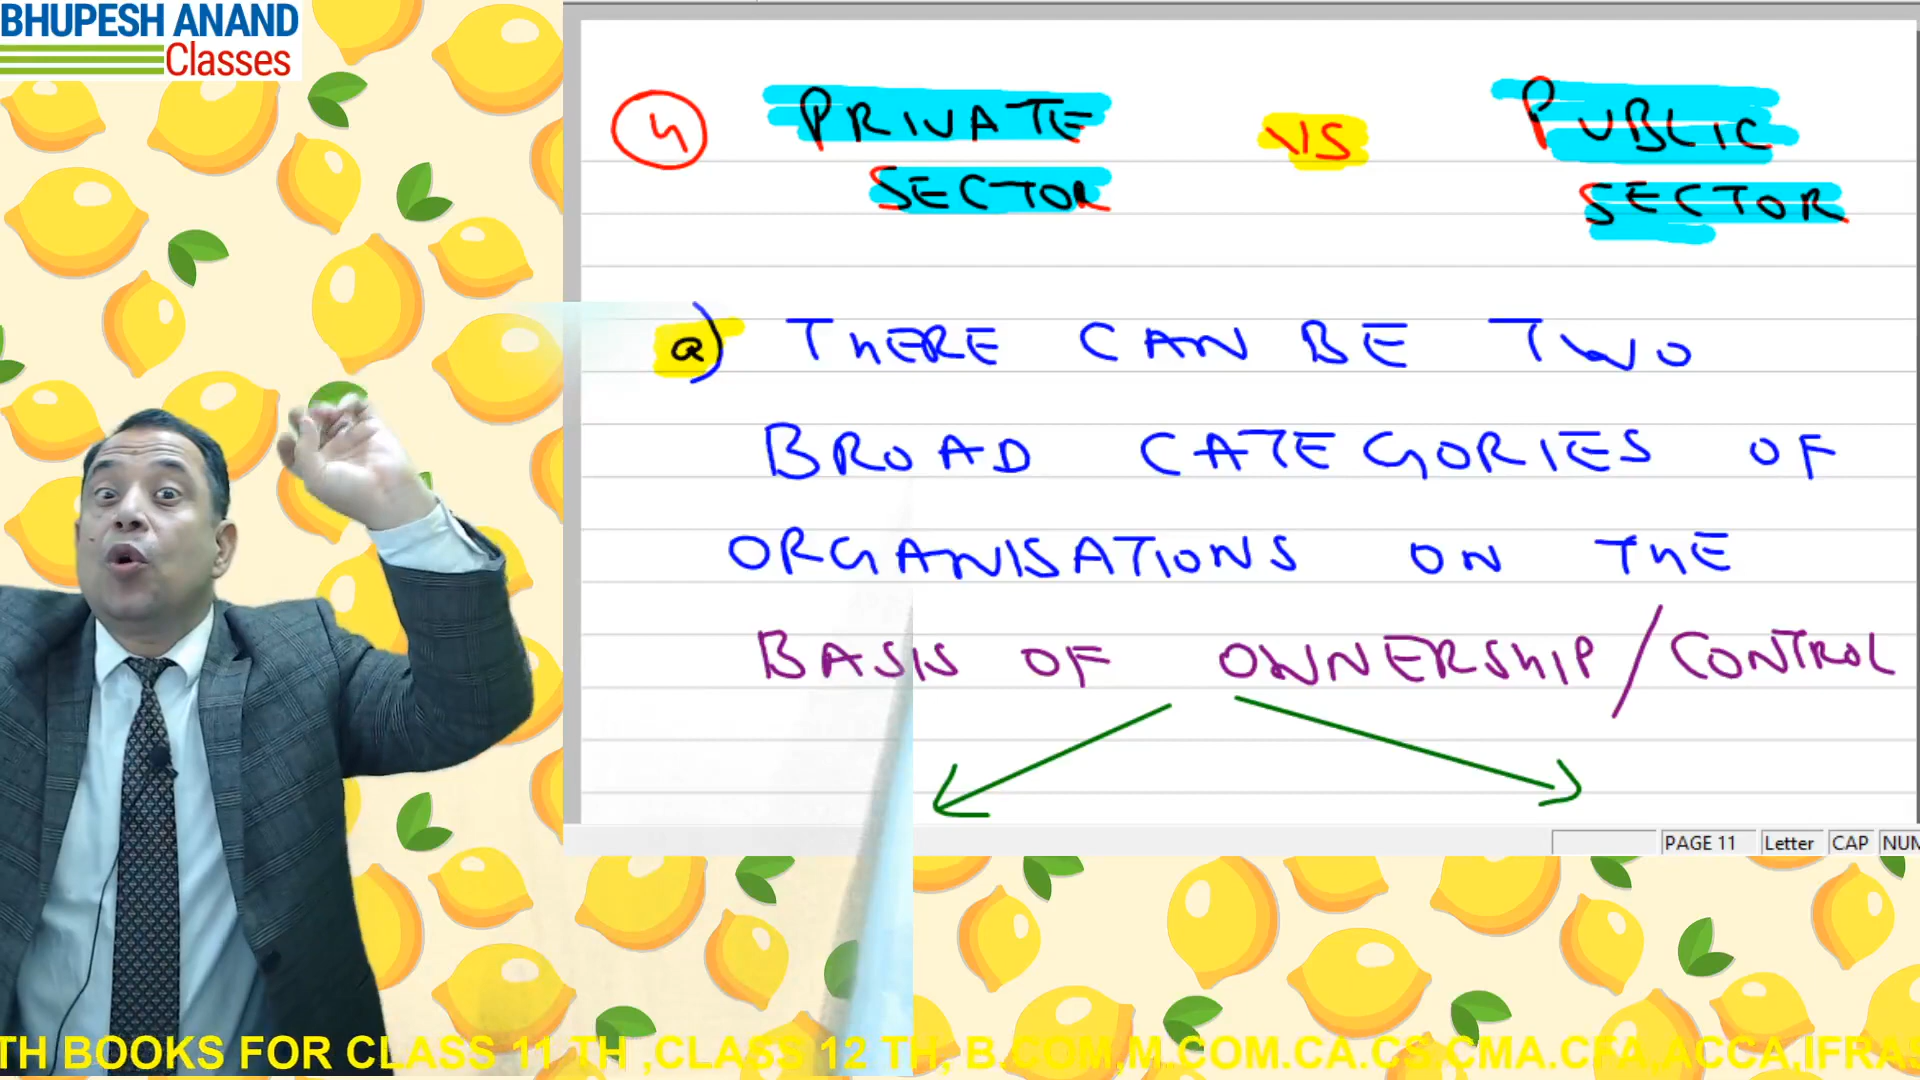 BHUPESH ANAND
Classes
4 PRIVATE VS PUBLIC
SECTOR SECTOR
a) THERE CAN BE TWO
BROAD CATEGORIES OF
ORGANISATIONS ON THE
BASIS OF OWNERSHIP/CONTROL
PAGE 11 Letter CAP NUM
TH BOOKS FOR CLASS 11 TH ,CLASS 12 TH, B.COM,M.COM.CA.CS.CMA.CFA,ACCA,IFRAS